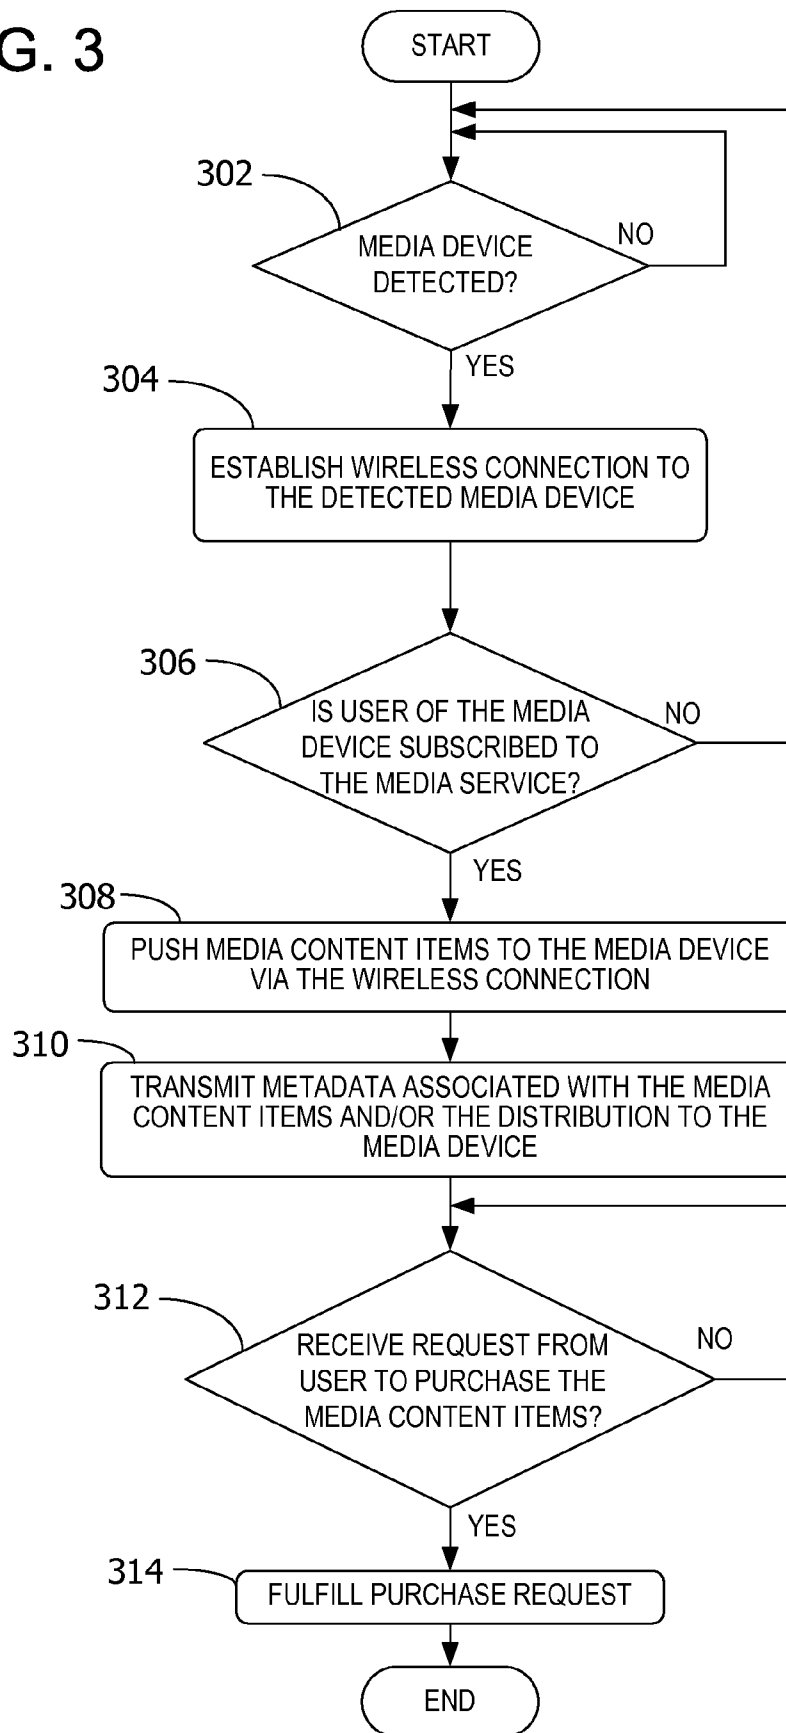 G. 3
START
302
MEDIA DEVICE
DETECTED?
NO
YES
304
ESTABLISH WIRELESS CONNECTION TO
THE DETECTED MEDIA DEVICE
306
IS USER OF THE MEDIA
DEVICE SUBSCRIBED TO
THE MEDIA SERVICE?
NO
YES
308
PUSH MEDIA CONTENT ITEMS TO THE MEDIA DEVICE
VIA THE WIRELESS CONNECTION
310
TRANSMIT METADATA ASSOCIATED WITH THE MEDIA
CONTENT ITEMS AND/OR THE DISTRIBUTION TO THE
MEDIA DEVICE
312
RECEIVE REQUEST FROM
USER TO PURCHASE THE
MEDIA CONTENT ITEMS?
NO
YES
314
FULFILL PURCHASE REQUEST
END